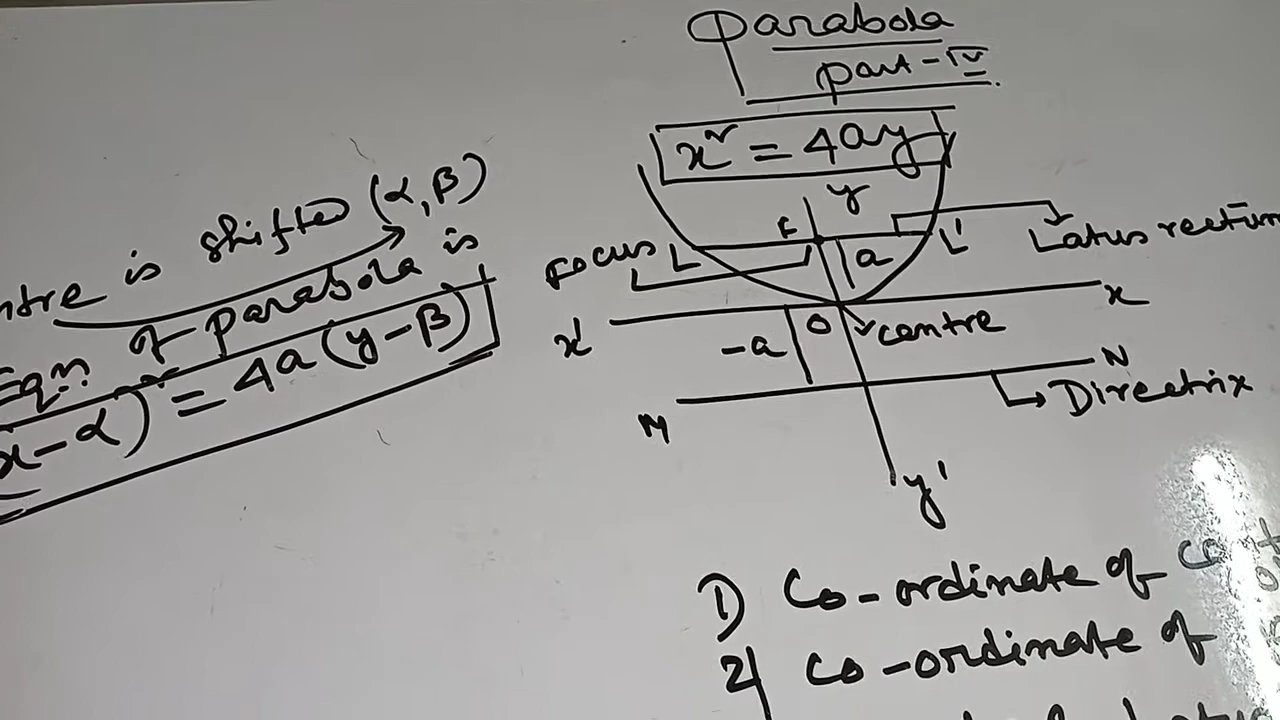 Parabola
part-IV
x² = 4ay
y
F
a
L'
Latus rectum
Focus
L
x'
O
centre
x
-a
M
N
Directrix
y'
is shifted (α, β)
Eqn. of parabola is
x-α)² = 4a(y-β)
1) Co-ordinate of
2) Co-ordinate of